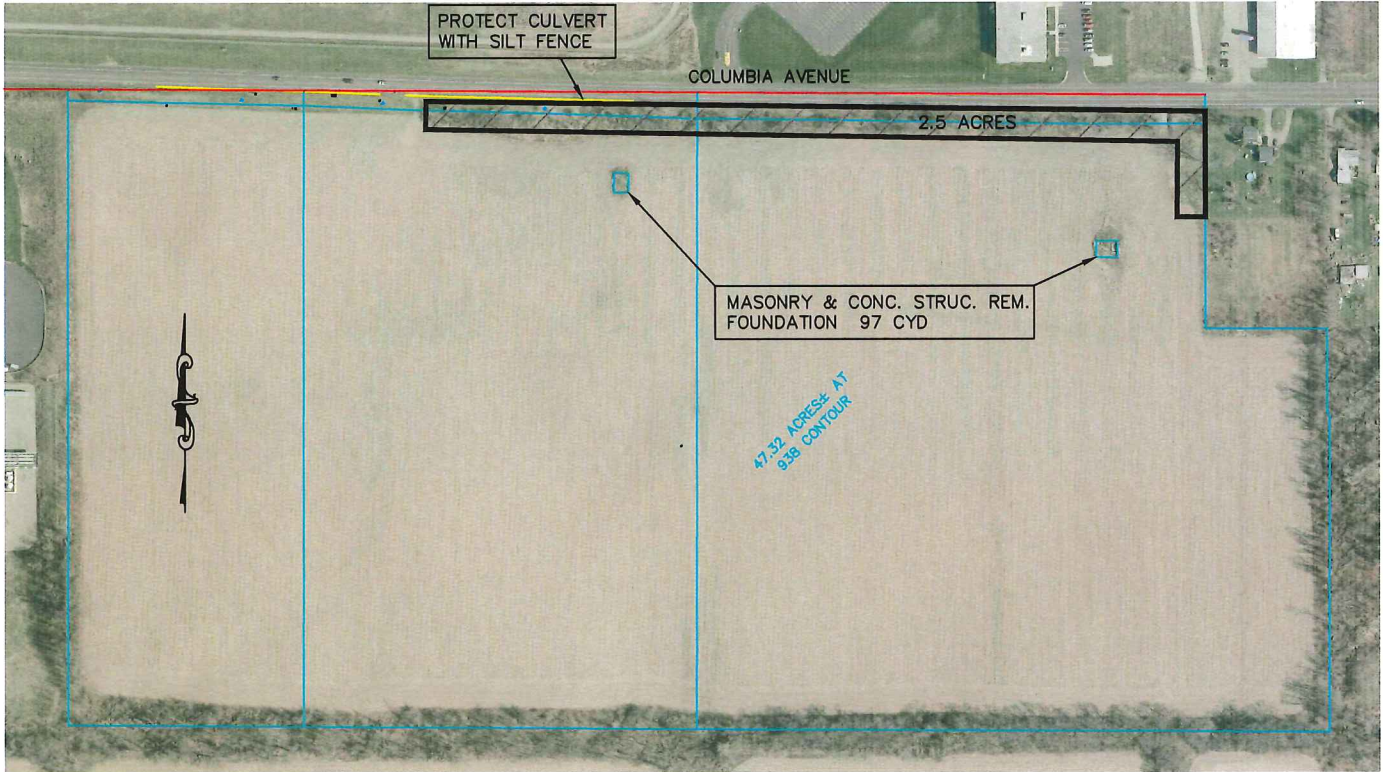 PROTECT CULVERT
WITH SILT FENCE
COLUMBIA AVENUE
2.5 ACRES
MASONRY & CONC. STRUC. REM.
FOUNDATION 97 CYD
47.32 ACRES± AT
938 CONTOUR